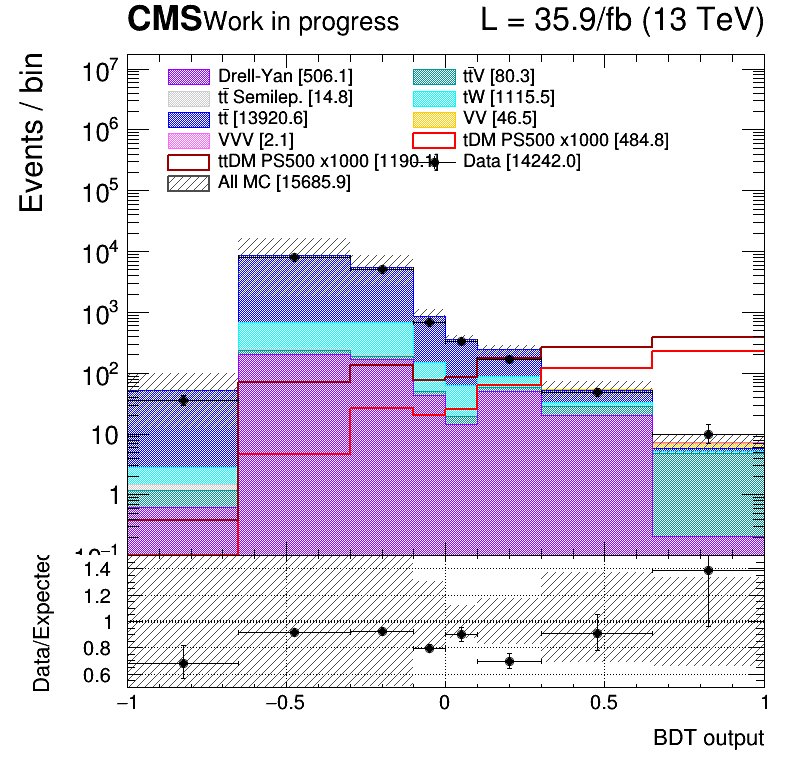 CMS Work in progress L = 35.9/fb (13 TeV)
Events / bin
10⁷
10⁶
10⁵
10⁴
10³
10²
10
1
10⁻¹
Drell-Yan [506.1]
tt̄ Semilep. [14.8]
tt̄ [13920.6]
VVV [2.1]
ttDM PS500 x1000 [1190.1]
All MC [15685.9]
tt̄V [80.3]
tW [1115.5]
VV [46.5]
tDM PS500 x1000 [484.8]
Data [14242.0]
Data/Expected
1.4
1.2
1
0.8
0.6
−1 −0.5 0 0.5 1
BDT output